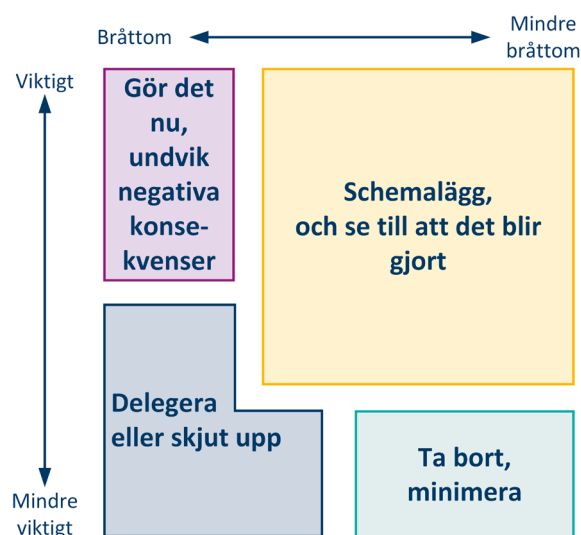 Bråttom
Mindre
bråttom
Viktigt
Gör det
nu,
undvik
negativa
konse-
kvenser
Schemalägg,
och se till att det blir
gjort
Delegera
eller skjut upp
Ta bort,
minimera
Mindre
viktigt